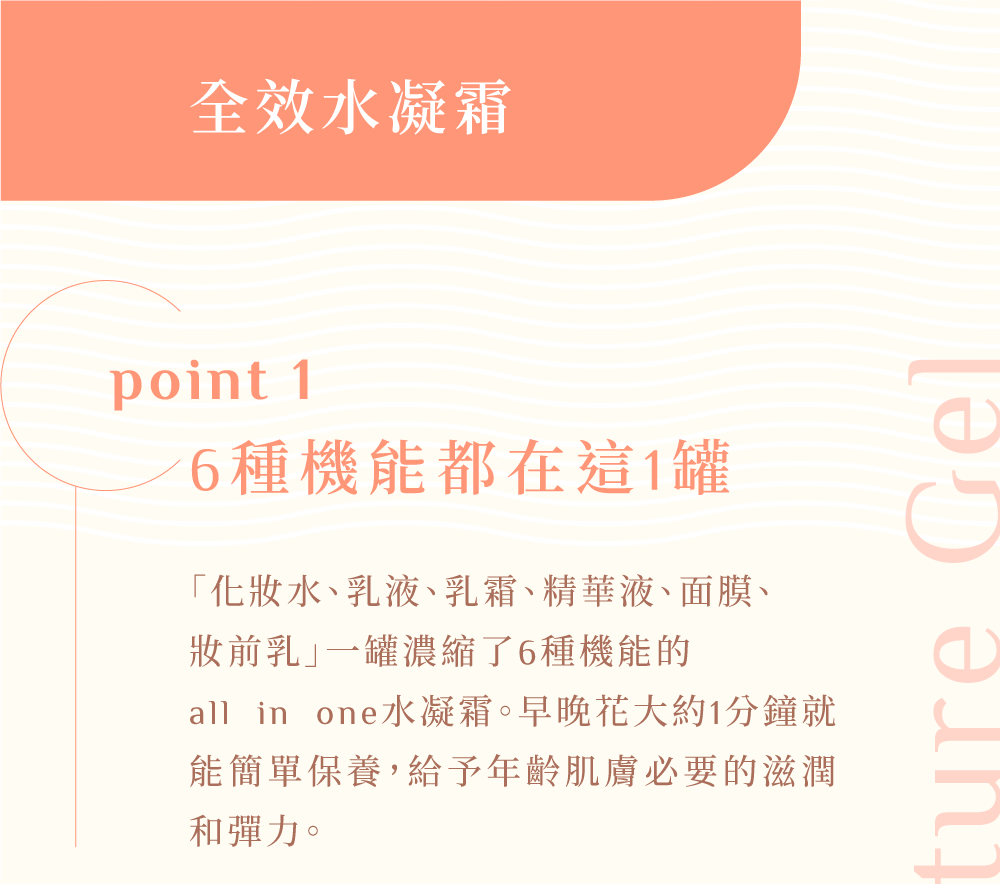 全效水凝霜
point 1
6種機能都在這1罐
「化妝水、乳液、乳霜、精華液、面膜、
妝前乳」一罐濃縮了6種機能的
all in one水凝霜。早晚花大約1分鐘就
能簡單保養，給予年齡肌膚必要的滋潤
和彈力。
ture Gel